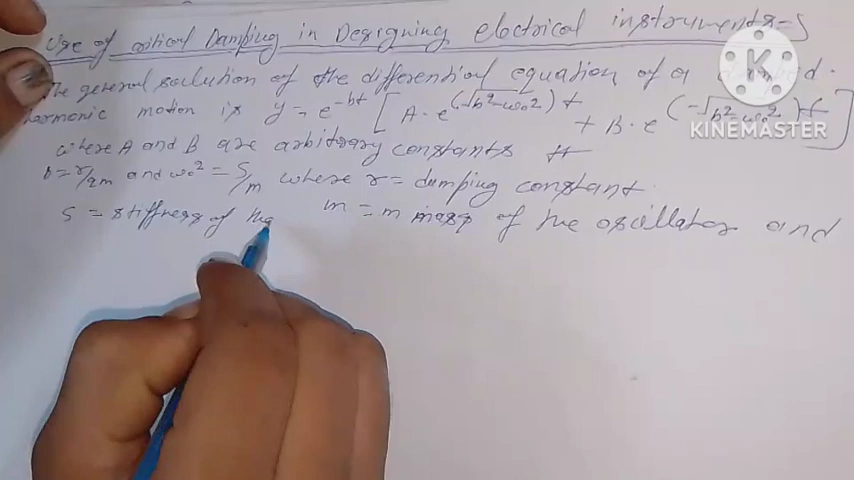 Use of critical Damping in Designing electrical instruments:-
The general solution of the differential equation of a damped
harmonic motion is y = e^-bt [A·e^(√b²-ω₀²)t + B·e^(-√b²-ω₀²)t]
where A and B are arbitrary constants
b=r/2m and ω₀² = S/m where r = damping constant.
m = m mass of the oscillator and
S = stiffness of the
K
KINEMASTER